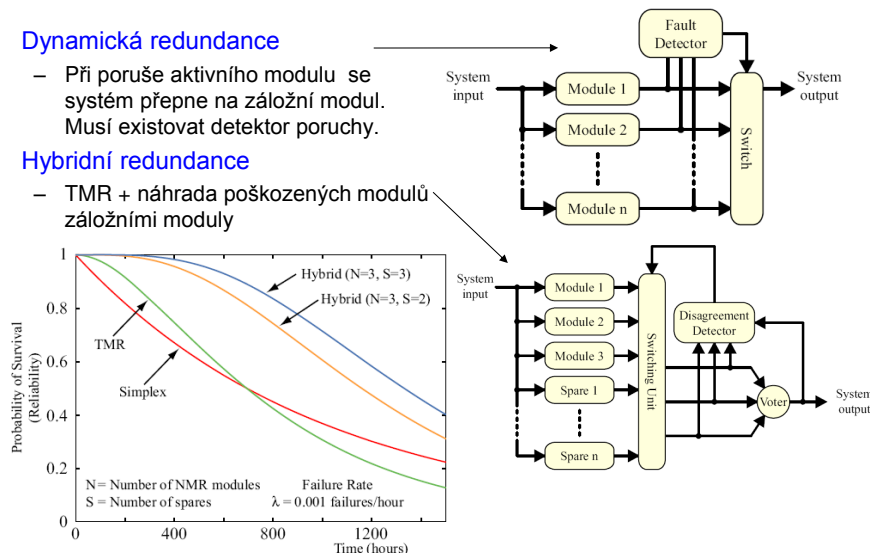 Dynamická redundance
– Při poruše aktivního modulu se
systém přepne na záložní modul.
Musí existovat detektor poruchy.
Hybridní redundance
– TMR + náhrada poškozených modulů
záložními moduly
Fault
Detector
System
input
Module 1
Module 2
Module n
Switch
System
output
System
input
Module 1
Module 2
Module 3
Spare 1
Spare n
Switching Unit
Disagreement
Detector
Voter
System
output
Probability of Survival
(Reliability)
1
0.8
0.6
0.4
0.2
0
Hybrid (N=3, S=3)
Hybrid (N=3, S=2)
TMR
Simplex
N = Number of NMR modules
S = Number of spares
Failure Rate
λ = 0.001 failures/hour
0
400
800
1200
Time (hours)